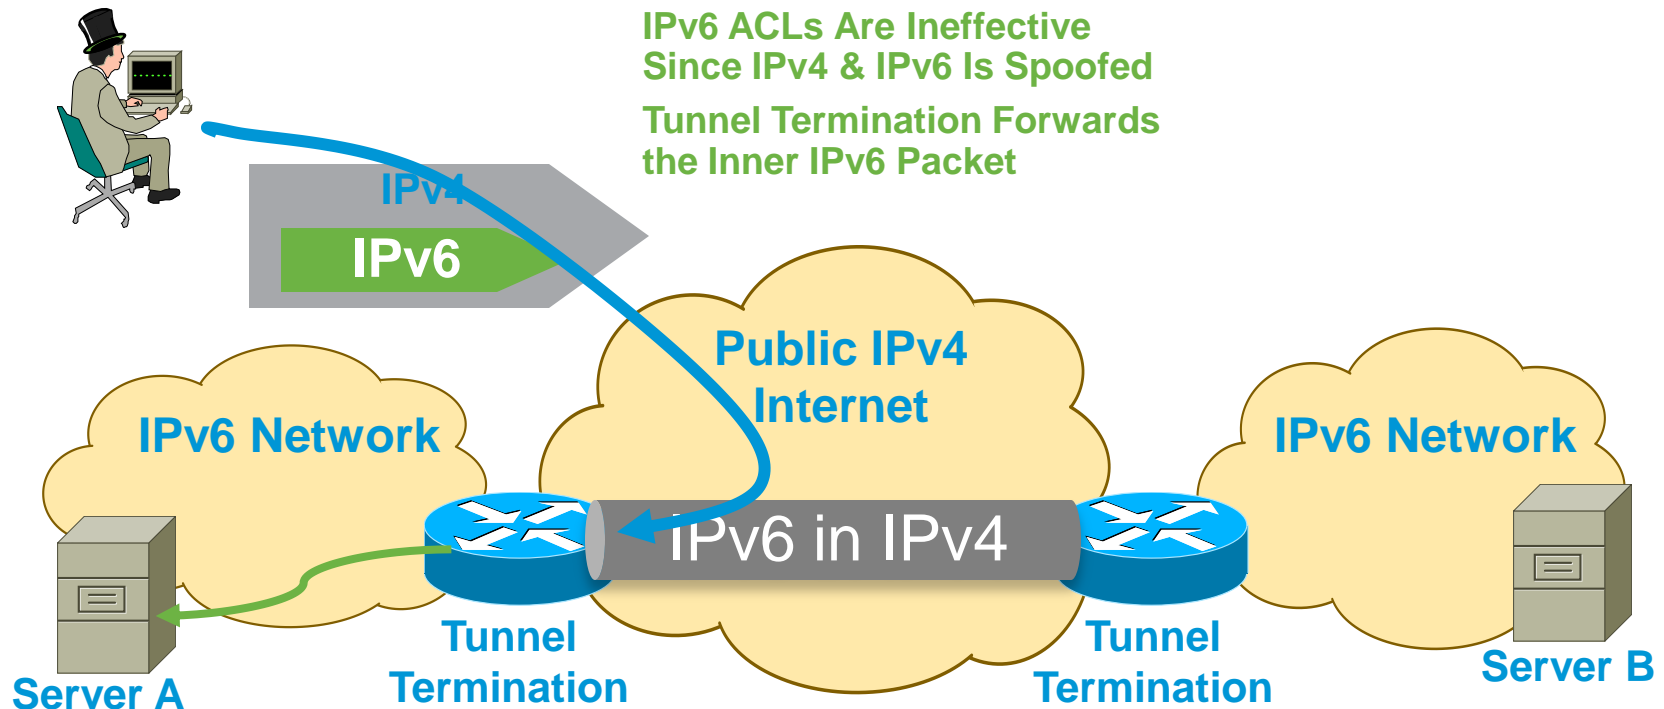 IPv6 ACLs Are Ineffective
Since IPv4 & IPv6 Is Spoofed
Tunnel Termination Forwards
the Inner IPv6 Packet
IPv4
IPv6
Public IPv4
Internet
IPv6 Network
IPv6 Network
IPv6 in IPv4
Tunnel
Termination
Tunnel
Termination
Server A
Server B